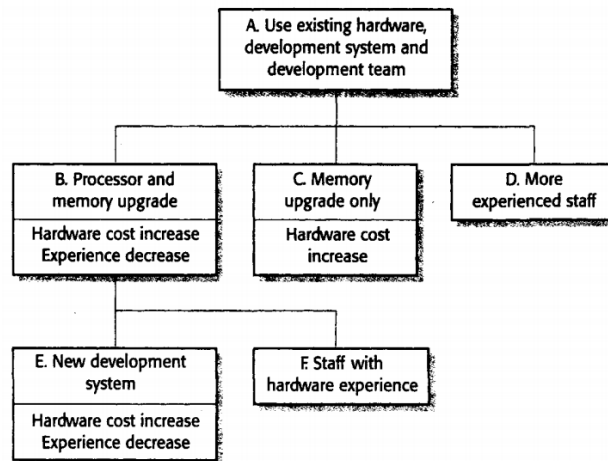 A. Use existing hardware,
development system and
development team
B. Processor and
memory upgrade
Hardware cost increase
Experience decrease
C. Memory
upgrade only
Hardware cost
increase
D. More
experienced staff
E. New development
system
Hardware cost increase
Experience decrease
F. Staff with
hardware experience